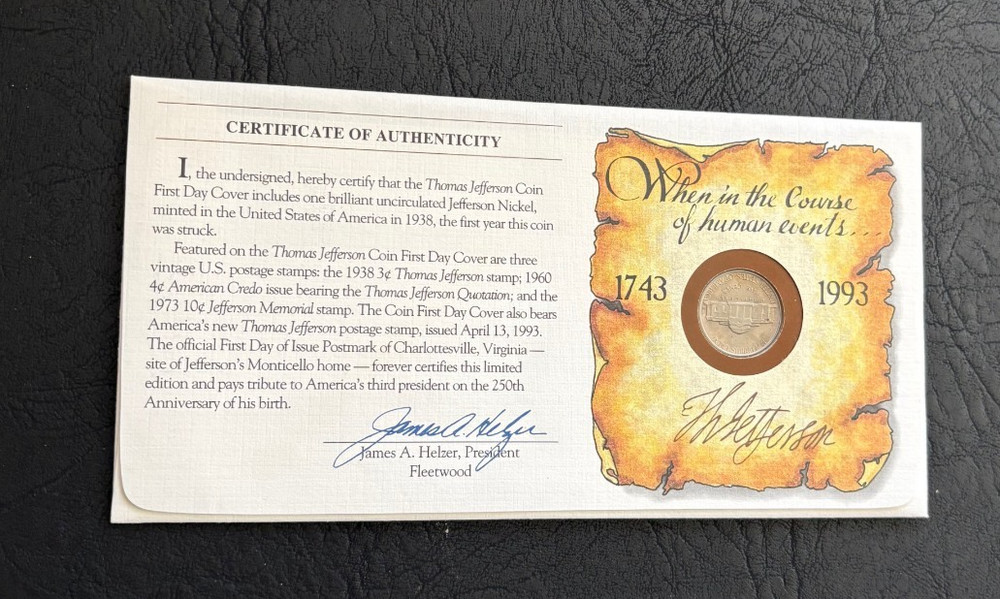 CERTIFICATE OF AUTHENTICITY
I, the undersigned, hereby certify that the Thomas Jefferson Coin
First Day Cover includes one brilliant uncirculated Jefferson Nickel,
minted in the United States of America in 1938, the first year this coin
was struck.
Featured on the Thomas Jefferson Coin First Day Cover are three
vintage U.S. postage stamps: the 1938 3¢ Thomas Jefferson stamp; 1960
4¢ American Credo issue bearing the Thomas Jefferson Quotation; and the
1973 10¢ Jefferson Memorial stamp. The Coin First Day Cover also bears
America's new Thomas Jefferson postage stamp, issued April 13, 1993.
The official First Day of Issue Postmark of Charlottesville, Virginia —
site of Jefferson's Monticello home — forever certifies this limited
edition and pays tribute to America's third president on the 250th
Anniversary of his birth.
James A. Helzer
James A. Helzer, President
Fleetwood
When in the Course
of human events...
1743
1993
Th Jefferson